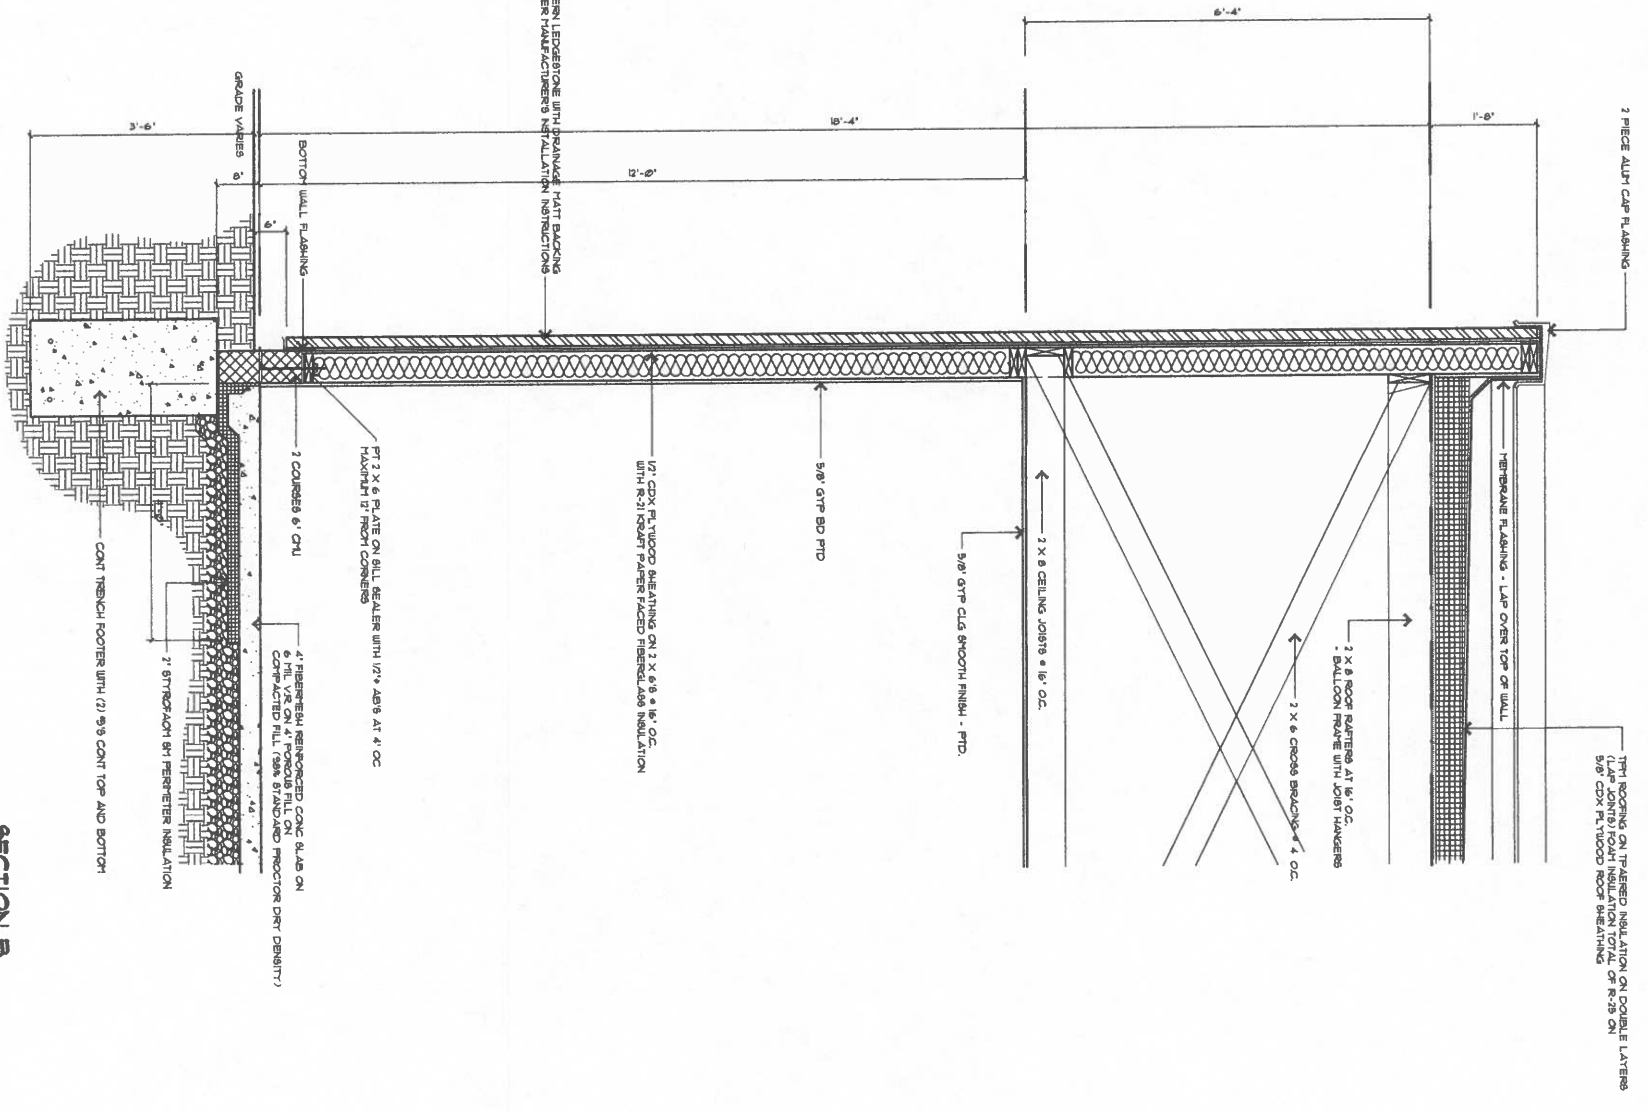 2 PIECE ALUM CAP FLASHING
TPM ROOFING ON TPAERED INSULATION ON DOUBLE LAYERS
(LAP JOINTS) FOAM INSULATION TOTAL OF R-25 ON
5/8" CDX PLYWOOD ROOF SHEATHING
MEMBRANE FLASHING - LAP OVER TOP OF WALL
1'-8"
6'-4"
2 X 8 ROOF RAFTERS AT 16" O.C.
- BALLOON FRAME WITH JOIST HANGERS
2 X 6 CROSS BRACING @ 4 O.C.
2 X 8 CEILING JOISTS @ 16" O.C.
5/8" GYP CLG SMOOTH FINISH - PTD.
18'-4"
12'-0"
5/8" GYP BD PTD
1/2" CDX PLYWOOD SHEATHING ON 2 X 6'S @ 16" O.C.
WITH R-21 KRAFT PAPER FACED FIBERGLASS INSULATION
ERN LEDGESTONE WITH DRAINAGE MATT BACKING
ER MANUFACTURER'S INSTALLATION INSTRUCTIONS
PT 2 X 6 PLATE ON SILL SEALER WITH 1/2"ø AB'S AT 4' OC
MAXIMUM 12" FROM CORNERS
BOTTOM WALL FLASHING
2 COURSES 6" CMU
4" FIBERMESH REINFORCED CONC SLAB ON
6 MIL V.R. ON 4" POROUS FILL ON
COMPACTED FILL (98% STANDARD PROCTOR DRY DENSITY)
6"
GRADE VARIES
8"
2" STYROFAOM SM PERIMETER INSULATION
3'-6"
CONT TRENCH FOOTER WITH (2) #5'S CONT TOP AND BOTTOM
SECTION B